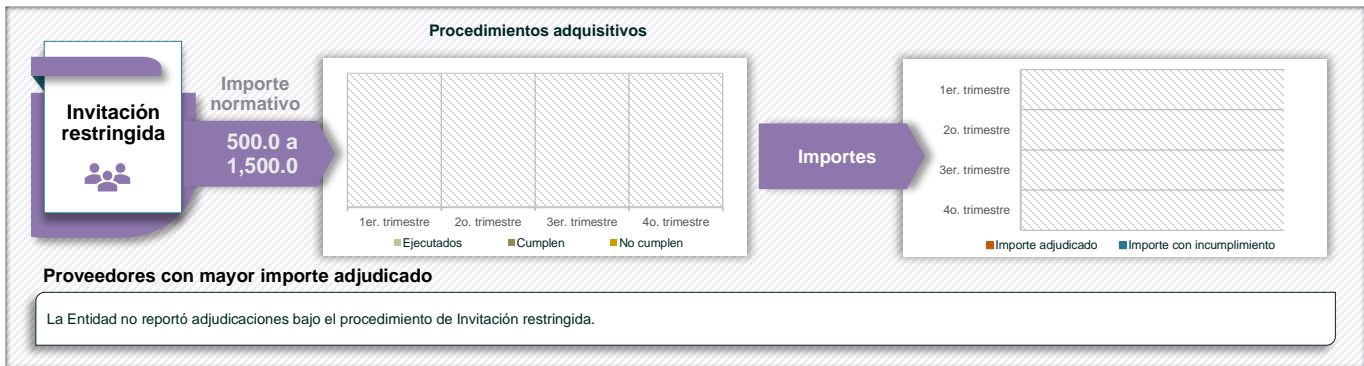 Procedimientos adquisitivos
Invitación
restringida
Importe
normativo
500.0 a
1,500.0
1er. trimestre 2o. trimestre 3er. trimestre 4o. trimestre
Ejecutados Cumplen No cumplen
Importes
1er. trimestre
2o. trimestre
3er. trimestre
4o. trimestre
Importe adjudicado Importe con incumplimiento
Proveedores con mayor importe adjudicado
La Entidad no reportó adjudicaciones bajo el procedimiento de Invitación restringida.